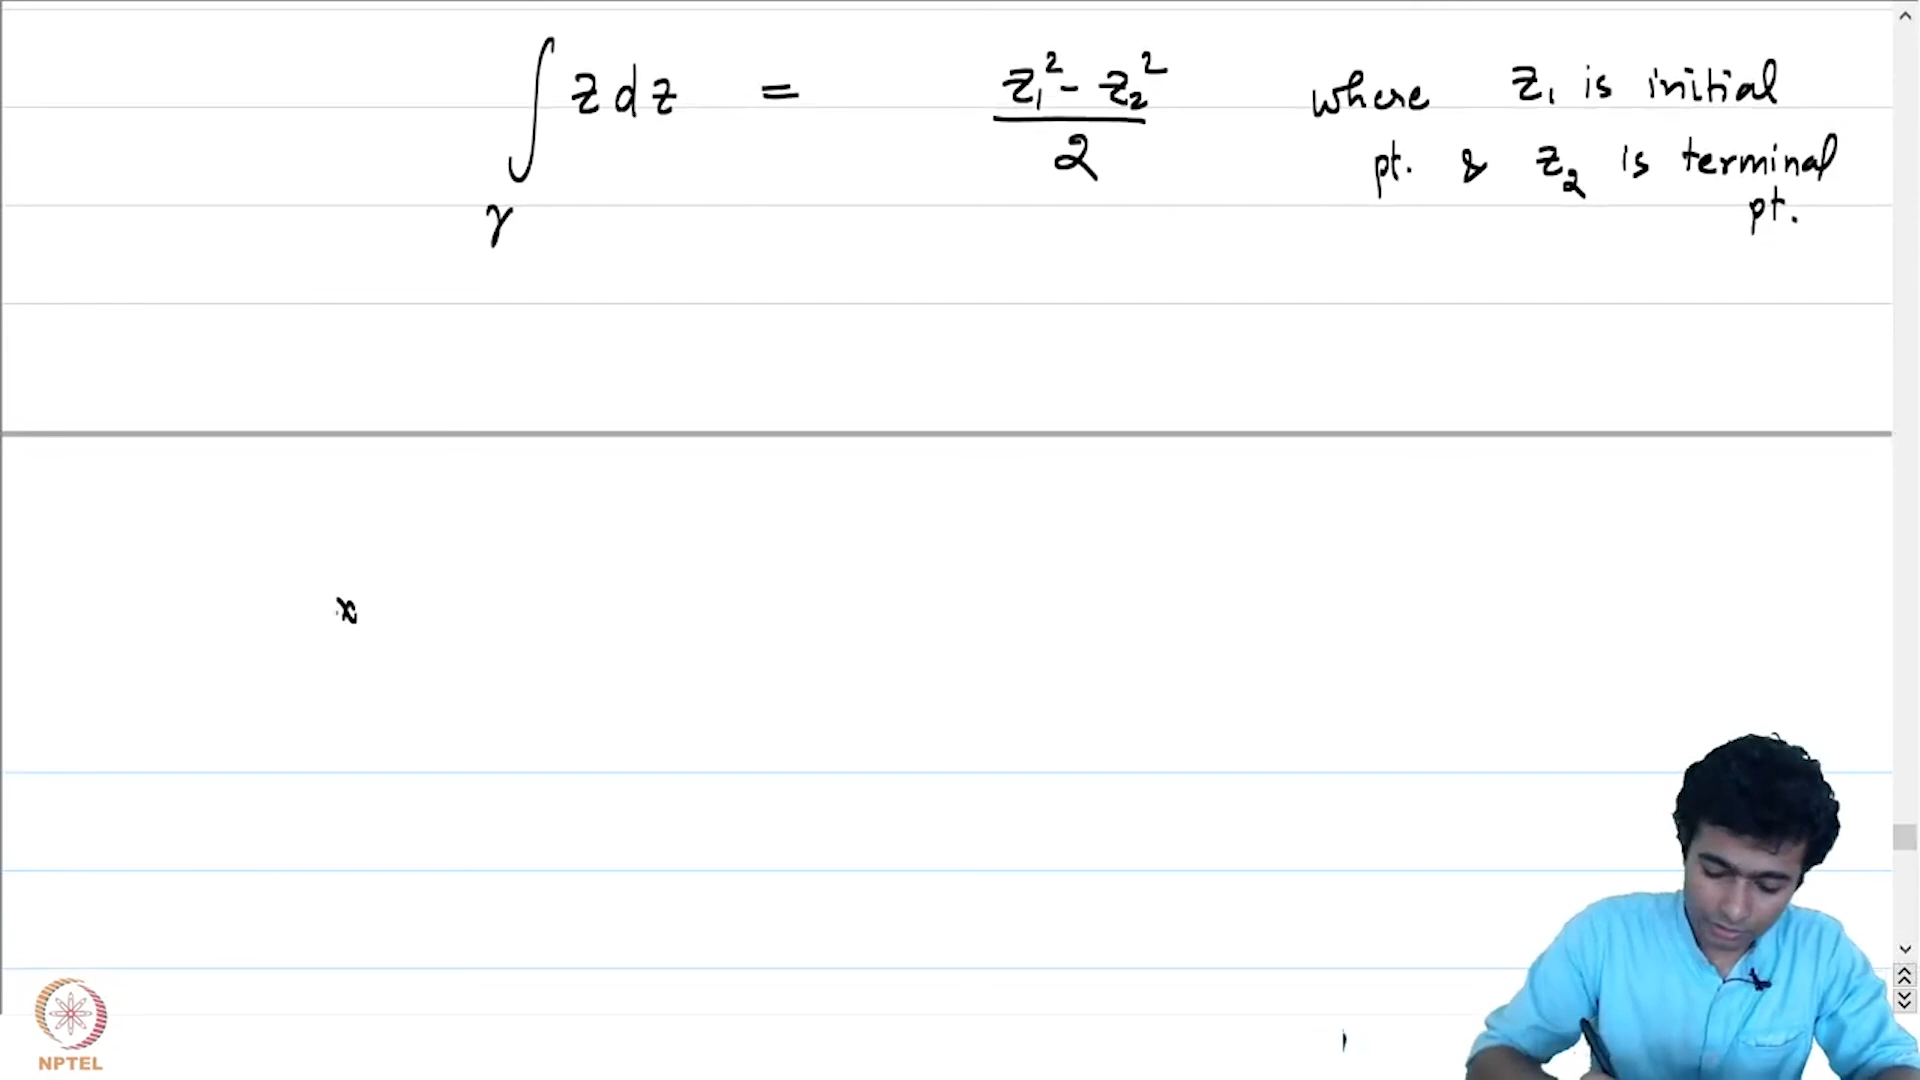 ∫_γ z dz = (z₁² - z₂²)/2 where z₁ is initial
pt. & z₂ is terminal
pt.
x
NPTEL